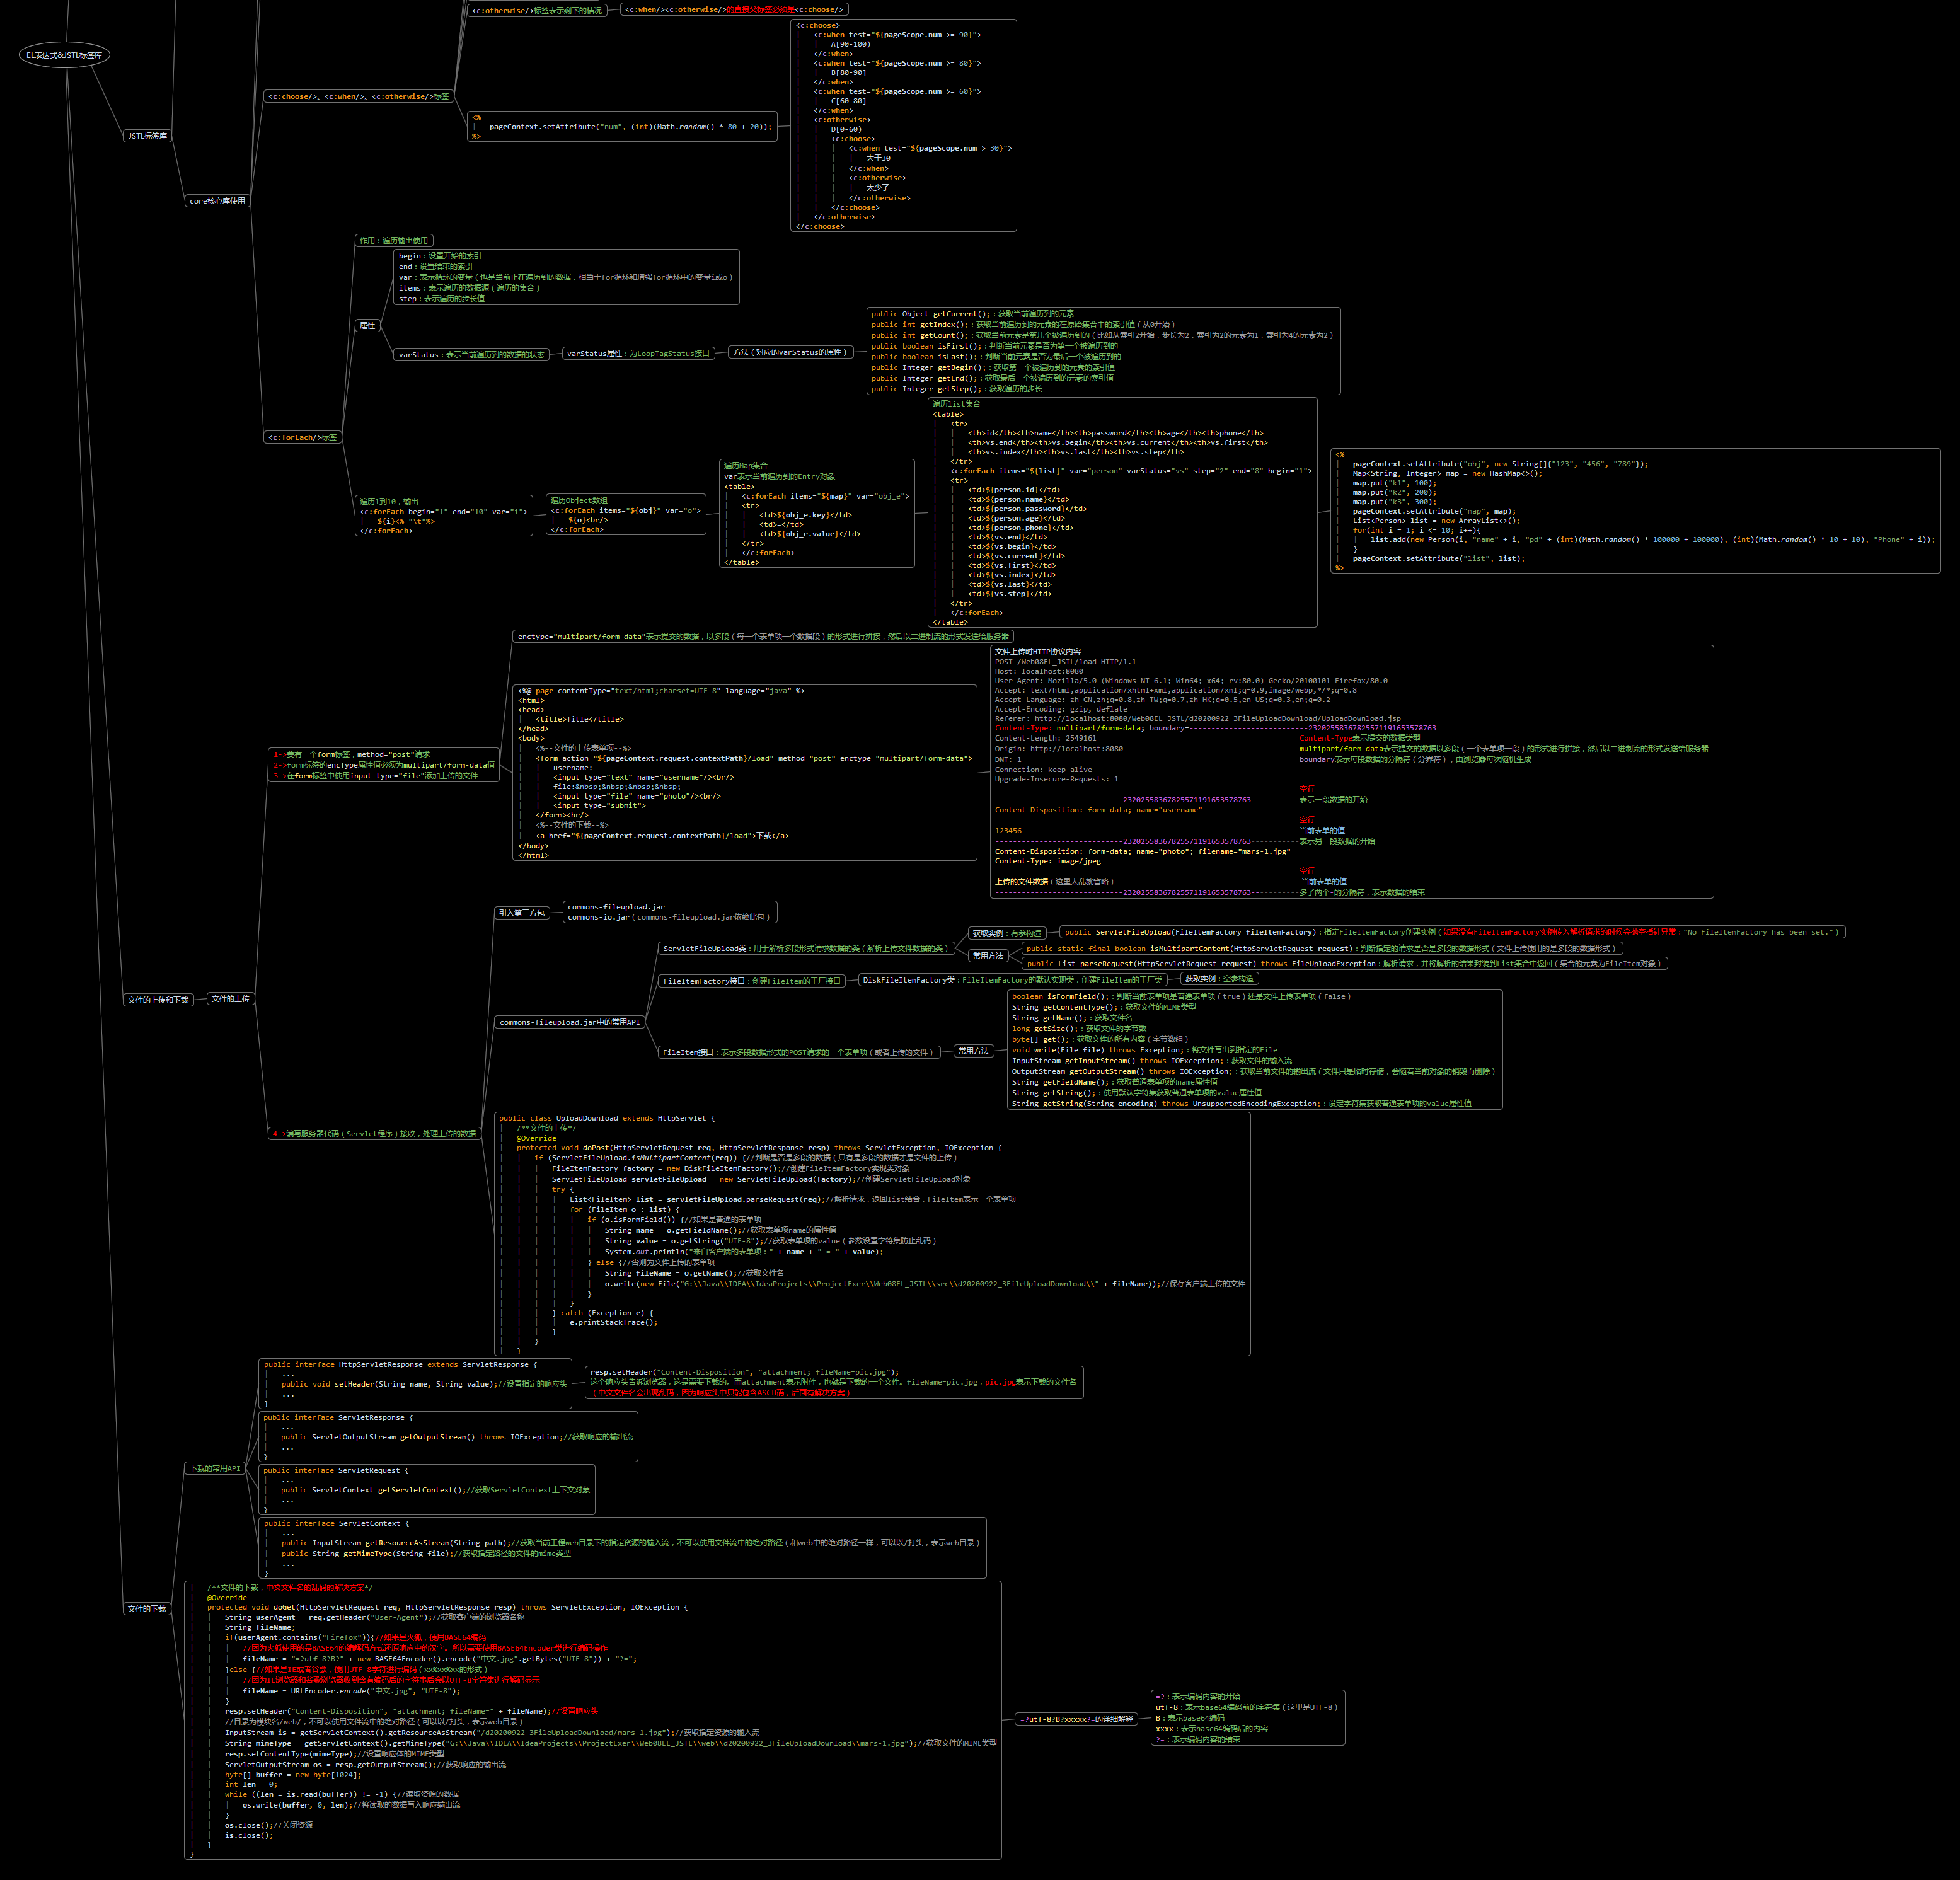 <c:otherwise/>标签表示剩下的情况
<c:when/><c:otherwise/>的直接父标签必须是<c:choose/>
EL表达式&JSTL标签库
JSTL标签库
core核心库使用
<c:choose/>、<c:when/>、<c:otherwise/>标签
<%
pageContext.setAttribute("num", (int)(Math.random() * 80 + 20));
%>
<c:choose>
<c:when test="${pageScope.num >= 90}">
A[90-100)
</c:when>
<c:when test="${pageScope.num >= 80}">
B[80-90]
</c:when>
<c:when test="${pageScope.num >= 60}">
C[60-80]
</c:when>
<c:otherwise>
D[0-60)
<c:choose>
<c:when test="${pageScope.num > 30}">
大于30
</c:when>
<c:otherwise>
太少了
</c:otherwise>
</c:choose>
</c:otherwise>
</c:choose>
<c:forEach/>标签
作用：遍历输出使用
属性
begin：设置开始的索引
end：设置结束的索引
var：表示循环的变量（也是当前正在遍历到的数据，相当于for循环和增强for循环中的变量i或o）
items：表示遍历的数据源（遍历的集合）
step：表示遍历的步长值
varStatus：表示当前遍历到的数据的状态
varStatus属性：为LoopTagStatus接口
方法（对应的varStatus的属性）
public Object getCurrent();：获取当前遍历到的元素
public int getIndex();：获取当前遍历到的元素的在原始集合中的索引值（从0开始）
public int getCount();：获取当前元素是第几个被遍历到的（比如从索引2开始，步长为2，索引为2的元素为1，索引为4的元素为2）
public boolean isFirst();：判断当前元素是否为第一个被遍历到的
public boolean isLast();：判断当前元素是否为最后一个被遍历到的
public Integer getBegin();：获取第一个被遍历到的元素的索引值
public Integer getEnd();：获取最后一个被遍历到的元素的索引值
public Integer getStep();：获取遍历的步长
遍历1到10，输出
<c:forEach begin="1" end="10" var="i">
${i}<%="\t"%>
</c:forEach>
遍历Object数组
<c:forEach items="${obj}" var="o">
${o}<br/>
</c:forEach>
遍历Map集合
var表示当前遍历到的Entry对象
<table>
<c:forEach items="${map}" var="obj_e">
<tr>
<td>${obj_e.key}</td>
<td>=</td>
<td>${obj_e.value}</td>
</tr>
</c:forEach>
</table>
遍历list集合
<table>
<tr>
<th>id</th><th>name</th><th>password</th><th>age</th><th>phone</th>
<th>vs.end</th><th>vs.begin</th><th>vs.current</th><th>vs.first</th>
<th>vs.index</th><th>vs.last</th><th>vs.step</th>
</tr>
<c:forEach items="${list}" var="person" varStatus="vs" step="2" end="8" begin="1">
<tr>
<td>${person.id}</td>
<td>${person.name}</td>
<td>${person.password}</td>
<td>${person.age}</td>
<td>${person.phone}</td>
<td>${vs.end}</td>
<td>${vs.begin}</td>
<td>${vs.current}</td>
<td>${vs.first}</td>
<td>${vs.index}</td>
<td>${vs.last}</td>
<td>${vs.step}</td>
</tr>
</c:forEach>
</table>
<%
pageContext.setAttribute("obj", new String[]{"123", "456", "789"});
Map<String, Integer> map = new HashMap<>();
map.put("k1", 100);
map.put("k2", 200);
map.put("k3", 300);
pageContext.setAttribute("map", map);
List<Person> list = new ArrayList<>();
for(int i = 1; i <= 10; i++){
list.add(new Person(i, "name" + i, "pd" + (int)(Math.random() * 100000 + 100000), (int)(Math.random() * 10 + 10), "Phone" + i));
}
pageContext.setAttribute("list", list);
%>
文件的上传和下载
文件的上传
1->要有一个form标签，method="post"请求
2->form标签的encType属性值必须为multipart/form-data值
3->在form标签中使用input type="file"添加上传的文件
enctype="multipart/form-data"表示提交的数据，以多段（每一个表单项一个数据段）的形式进行拼接，然后以二进制流的形式发送给服务器
<%@ page contentType="text/html;charset=UTF-8" language="java" %>
<html>
<head>
<title>Title</title>
</head>
<body>
<%--文件的上传表单项--%>
<form action="${pageContext.request.contextPath}/load" method="post" enctype="multipart/form-data">
username:
<input type="text" name="username"/><br/>
file:&nbsp;&nbsp;&nbsp;&nbsp;
<input type="file" name="photo"/><br/>
<input type="submit">
</form><br/>
<%--文件的下载--%>
<a href="${pageContext.request.contextPath}/load">下载</a>
</body>
</html>
文件上传时HTTP协议内容
POST /Web08EL_JSTL/load HTTP/1.1
Host: localhost:8080
User-Agent: Mozilla/5.0 (Windows NT 6.1; Win64; x64; rv:80.0) Gecko/20100101 Firefox/80.0
Accept: text/html,application/xhtml+xml,application/xml;q=0.9,image/webp,*/*;q=0.8
Accept-Language: zh-CN,zh;q=0.8,zh-TW;q=0.7,zh-HK;q=0.5,en-US;q=0.3,en;q=0.2
Accept-Encoding: gzip, deflate
Referer: http://localhost:8080/Web08EL_JSTL/d20200922_3FileUploadDownload/UploadDownload.jsp
Content-Type: multipart/form-data; boundary=---------------------------23202558367825571191653578763
Content-Length: 2549161 Content-Type表示提交的数据类型
Origin: http://localhost:8080 multipart/form-data表示提交的数据以多段（一个表单项一段）的形式进行拼接，然后以二进制流的形式发送给服务器
DNT: 1 boundary表示每段数据的分隔符（分界符），由浏览器每次随机生成
Connection: keep-alive
Upgrade-Insecure-Requests: 1
空行
-----------------------------23202558367825571191653578763-----------表示一段数据的开始
Content-Disposition: form-data; name="username"
空行
123456---------------------------------------------------------------当前表单的值
-----------------------------23202558367825571191653578763-----------表示另一段数据的开始
Content-Disposition: form-data; name="photo"; filename="mars-1.jpg"
Content-Type: image/jpeg
空行
上传的文件数据（这里太乱就省略）------------------------------------------当前表单的值
-----------------------------23202558367825571191653578763-----------多了两个-的分隔符，表示数据的结束
4->编写服务器代码（Servlet程序）接收，处理上传的数据
引入第三方包
commons-fileupload.jar
commons-io.jar（commons-fileupload.jar依赖此包）
commons-fileupload.jar中的常用API
ServletFileUpload类：用于解析多段形式请求数据的类（解析上传文件数据的类）
获取实例：有参构造
public ServletFileUpload(FileItemFactory fileItemFactory)：指定FileItemFactory创建实例（如果没有FileItemFactory实例传入解析请求的时候会抛空指针异常："No FileItemFactory has been set."）
常用方法
public static final boolean isMultipartContent(HttpServletRequest request)：判断指定的请求是否是多段的数据形式（文件上传使用的是多段的数据形式）
public List parseRequest(HttpServletRequest request) throws FileUploadException：解析请求，并将解析的结果封装到List集合中返回（集合的元素为FileItem对象）
FileItemFactory接口：创建FileItem的工厂接口
DiskFileItemFactory类：FileItemFactory的默认实现类，创建FileItem的工厂类
获取实例：空参构造
FileItem接口：表示多段数据形式的POST请求的一个表单项（或者上传的文件）
常用方法
boolean isFormField();：判断当前表单项是普通表单项（true）还是文件上传表单项（false）
String getContentType();：获取文件的MIME类型
String getName();：获取文件名
long getSize();：获取文件的字节数
byte[] get();：获取文件的所有内容（字节数组）
void write(File file) throws Exception;：将文件写出到指定的File
InputStream getInputStream() throws IOException;：获取文件的输入流
OutputStream getOutputStream() throws IOException;：获取当前文件的输出流（文件只是临时存储，会随着当前对象的销毁而删除）
String getFieldName();：获取普通表单项的name属性值
String getString();：使用默认字符集获取普通表单项的value属性值
String getString(String encoding) throws UnsupportedEncodingException;：设定字符集获取普通表单项的value属性值
public class UploadDownload extends HttpServlet {
/**文件的上传*/
@Override
protected void doPost(HttpServletRequest req, HttpServletResponse resp) throws ServletException, IOException {
if (ServletFileUpload.isMultipartContent(req)) {//判断是否是多段的数据（只有是多段的数据才是文件的上传）
FileItemFactory factory = new DiskFileItemFactory();//创建FileItemFactory实现类对象
ServletFileUpload servletFileUpload = new ServletFileUpload(factory);//创建ServletFileUpload对象
try {
List<FileItem> list = servletFileUpload.parseRequest(req);//解析请求，返回list结合，FileItem表示一个表单项
for (FileItem o : list) {
if (o.isFormField()) {//如果是普通的表单项
String name = o.getFieldName();//获取表单项name的属性值
String value = o.getString("UTF-8");//获取表单项的value（参数设置字符集防止乱码）
System.out.println("来自客户端的表单项：" + name + " = " + value);
} else {//否则为文件上传的表单项
String fileName = o.getName();//获取文件名
o.write(new File("G:\\Java\\IDEA\\IdeaProjects\\ProjectExer\\Web08EL_JSTL\\src\\d20200922_3FileUploadDownload\\" + fileName));//保存客户端上传的文件
}
}
} catch (Exception e) {
e.printStackTrace();
}
}
}
文件的下载
下载的常用API
public interface HttpServletResponse extends ServletResponse {
...
public void setHeader(String name, String value);//设置指定的响应头
...
}
resp.setHeader("Content-Disposition", "attachment; fileName=pic.jpg");
这个响应头告诉浏览器，这是需要下载的。而attachment表示附件，也就是下载的一个文件。fileName=pic.jpg，pic.jpg表示下载的文件名
（中文文件名会出现乱码，因为响应头中只能包含ASCII码，后面有解决方案）
public interface ServletResponse {
...
public ServletOutputStream getOutputStream() throws IOException;//获取响应的输出流
...
}
public interface ServletRequest {
...
public ServletContext getServletContext();//获取ServletContext上下文对象
...
}
public interface ServletContext {
...
public InputStream getResourceAsStream(String path);//获取当前工程web目录下的指定资源的输入流，不可以使用文件流中的绝对路径（和web中的绝对路径一样，可以以/打头，表示web目录）
public String getMimeType(String file);//获取指定路径的文件的mime类型
...
}
/**文件的下载，中文文件名的乱码的解决方案*/
@Override
protected void doGet(HttpServletRequest req, HttpServletResponse resp) throws ServletException, IOException {
String userAgent = req.getHeader("User-Agent");//获取客户端的浏览器名称
String fileName;
if(userAgent.contains("Firefox")){//如果是火狐，使用BASE64编码
//因为火狐使用的是BASE64的编解码方式还原响应中的汉字。所以需要使用BASE64Encoder类进行编码操作
fileName = "=?utf-8?B?" + new BASE64Encoder().encode("中文.jpg".getBytes("UTF-8")) + "?=";
}else {//如果是IE或者谷歌，使用UTF-8字符进行编码（xx%xx%xx的形式）
//因为IE浏览器和谷歌浏览器收到含有编码后的字符串后会以UTF-8字符集进行解码显示
fileName = URLEncoder.encode("中文.jpg", "UTF-8");
}
resp.setHeader("Content-Disposition", "attachment; fileName=" + fileName);//设置响应头
//目录为模块名/web/，不可以使用文件流中的绝对路径（可以以/打头，表示web目录）
InputStream is = getServletContext().getResourceAsStream("/d20200922_3FileUploadDownload/mars-1.jpg");//获取指定资源的输入流
String mimeType = getServletContext().getMimeType("G:\\Java\\IDEA\\IdeaProjects\\ProjectExer\\Web08EL_JSTL\\web\\d20200922_3FileUploadDownload\\mars-1.jpg");//获取文件的MIME类型
resp.setContentType(mimeType);//设置响应体的MIME类型
ServletOutputStream os = resp.getOutputStream();//获取响应的输出流
byte[] buffer = new byte[1024];
int len = 0;
while ((len = is.read(buffer)) != -1) {//读取资源的数据
os.write(buffer, 0, len);//将读取的数据写入响应输出流
}
os.close();//关闭资源
is.close();
}
}
=?utf-8?B?xxxxx?=的详细解释
=?：表示编码内容的开始
utf-8：表示base64编码前的字符集（这里是UTF-8）
B：表示base64编码
xxxx：表示base64编码后的内容
?=：表示编码内容的结束